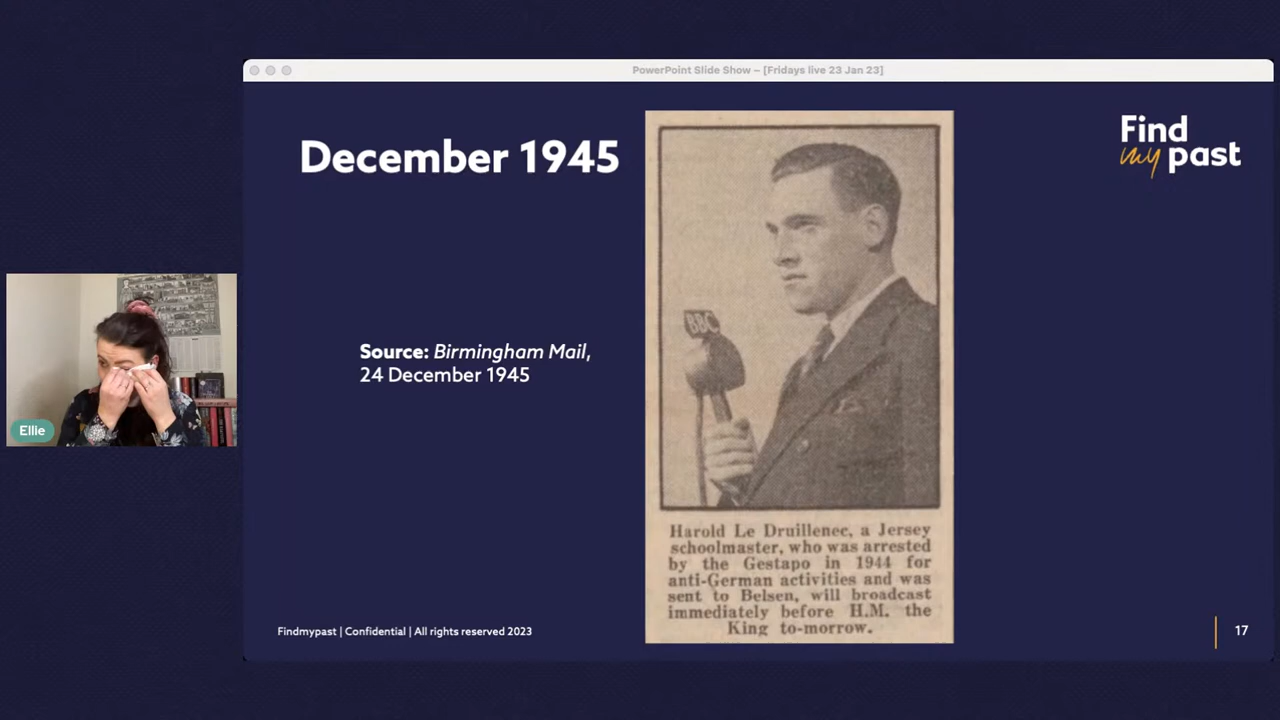 PowerPoint Slide Show – [Fridays live 23 Jan 23]
December 1945
Find
my past
Source: Birmingham Mail,
24 December 1945
BBC
Harold Le Druillenec, a Jersey
schoolmaster, who was arrested
by the Gestapo in 1944 for
anti-German activities and was
sent to Belsen, will broadcast
immediately before H.M. the
King to-morrow.
Ellie
Findmypast | Confidential | All rights reserved 2023
17